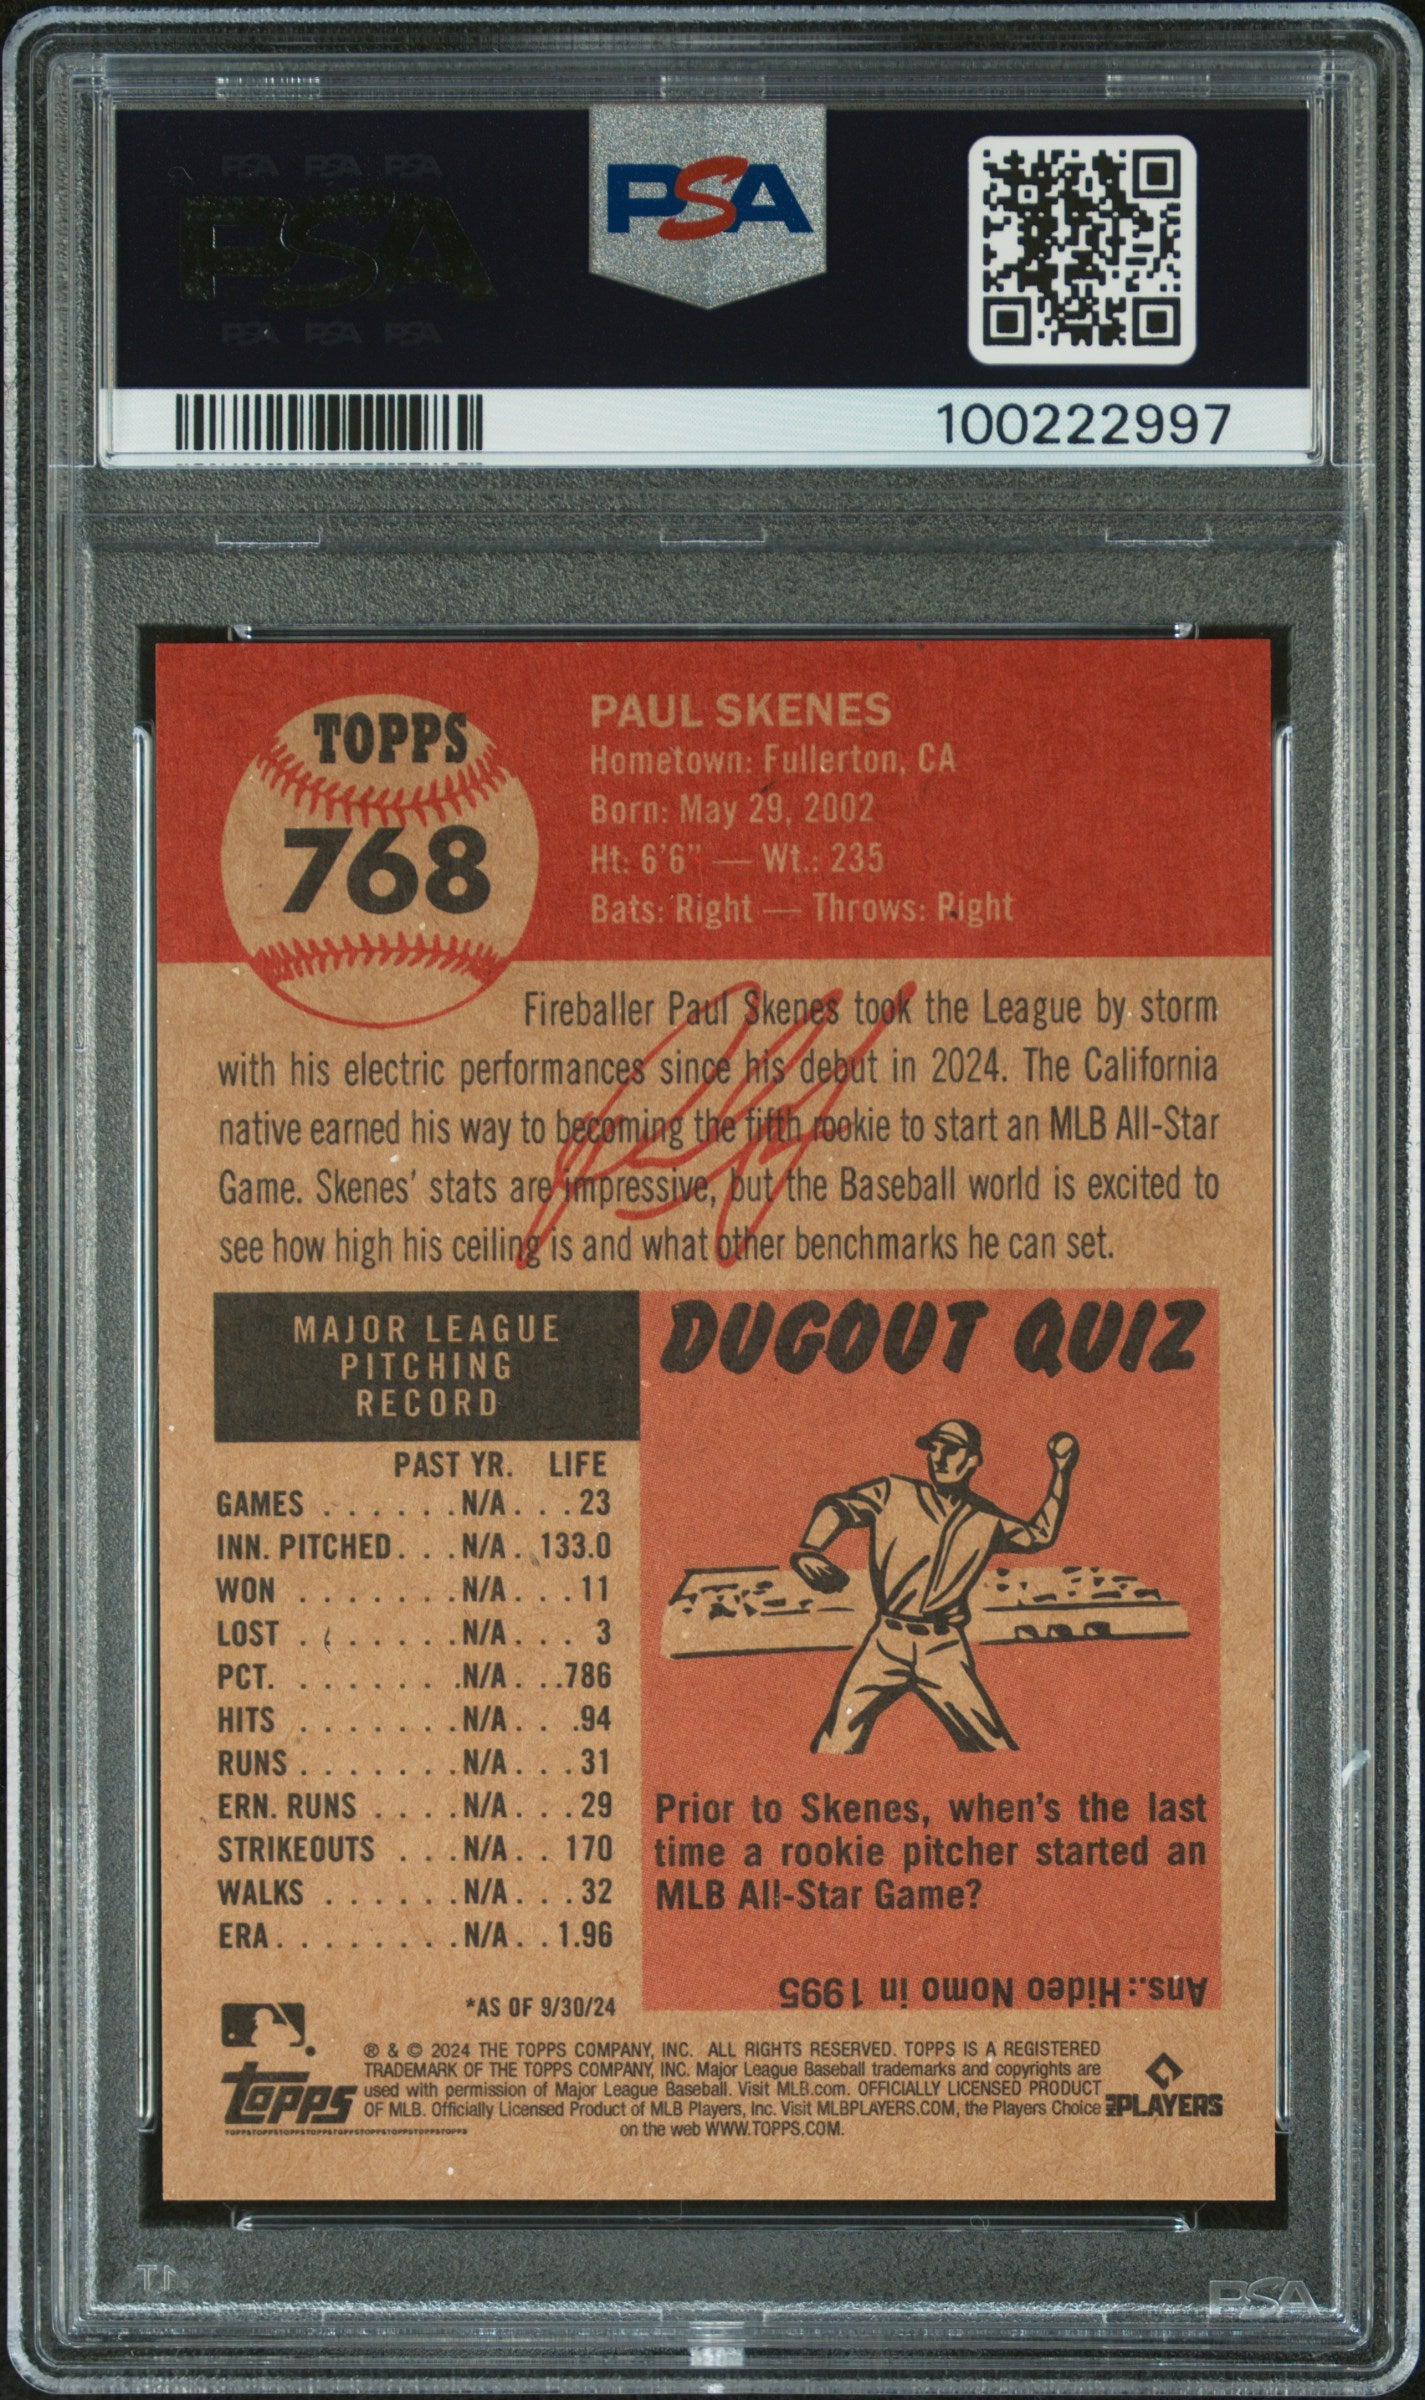 PSA PSA PSA
PSA
PSA PSA PSA
PSA
100222997
TOPPS
768
PAUL SKENES
Hometown: Fullerton, CA
Born: May 29, 2002
Ht: 6'6" — Wt.: 235
Bats: Right — Throws: Right
Fireballer Paul Skenes took the League by storm
with his electric performances since his debut in 2024. The California
native earned his way to becoming the fifth rookie to start an MLB All-Star
Game. Skenes' stats are impressive, but the Baseball world is excited to
see how high his ceiling is and what other benchmarks he can set.
MAJOR LEAGUE
PITCHING
RECORD
PAST YR. LIFE
GAMES . . . . . . N/A . . . 23
INN. PITCHED. . . N/A . . 133.0
WON . . . . . . . N/A . . . 11
LOST . . . . . . . N/A . . . 3
PCT. . . . . . . . N/A . . .786
HITS . . . . . . . N/A . . .94
RUNS . . . . . . . N/A . . . 31
ERN. RUNS . . . . N/A . . . 29
STRIKEOUTS . . . N/A . . 170
WALKS . . . . . . N/A . . . 32
ERA . . . . . . . . N/A . . 1.96
*AS OF 9/30/24
DUGOUT QUIZ
Prior to Skenes, when's the last
time a rookie pitcher started an
MLB All-Star Game?
Ans.: Hideo Nomo in 1995
topps
TOPPSTOPPSTOPPSTOPPSTOPPSTOPPSTOPPSTOPPSTOPPS
® & © 2024 THE TOPPS COMPANY, INC. ALL RIGHTS RESERVED. TOPPS IS A REGISTERED
TRADEMARK OF THE TOPPS COMPANY, INC. Major League Baseball trademarks and copyrights are
used with permission of Major League Baseball. Visit MLB.com. OFFICIALLY LICENSED PRODUCT
OF MLB. Officially Licensed Product of MLB Players, Inc. Visit MLBPLAYERS.COM, the Players Choice
on the web WWW.TOPPS.COM.
MLB PLAYERS
PSA